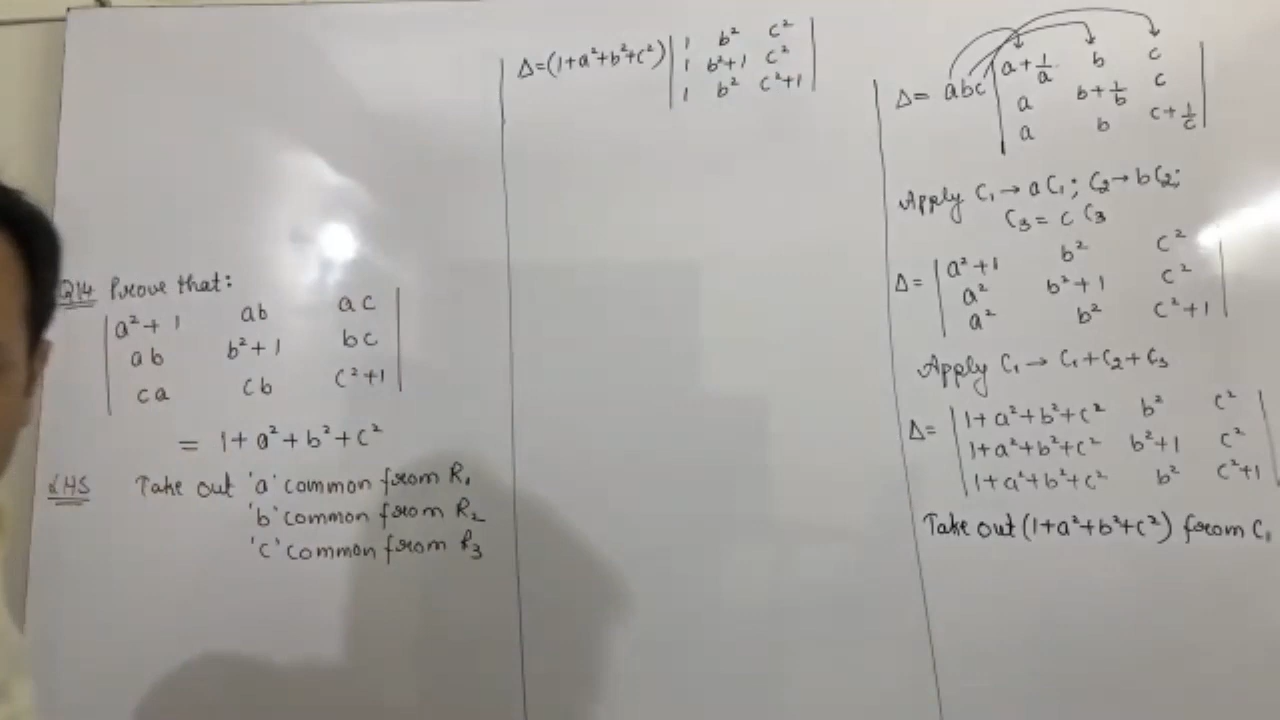 Q14 Prove that:
| a²+1 ab ac |
| ab b²+1 bc |
| ca cb c²+1 |
= 1+a²+b²+c²
LHS Take out 'a' common from R₁
'b' common from R₂
'c' common from R₃
Δ= abc | a+1/a b c |
| a b+1/b c |
| a b c+1/c |
Apply C₁→aC₁; C₂→bC₂;
C₃= c C₃
Δ= | a²+1 b² c² |
| a² b²+1 c² |
| a² b² c²+1 |
Apply C₁→ C₁+C₂+C₃
Δ= | 1+a²+b²+c² b² c² |
| 1+a²+b²+c² b²+1 c² |
| 1+a²+b²+c² b² c²+1 |
Take out (1+a²+b²+c²) from C₁
Δ=(1+a²+b²+c²) | 1 b² c² |
| 1 b²+1 c² |
| 1 b² c²+1 |